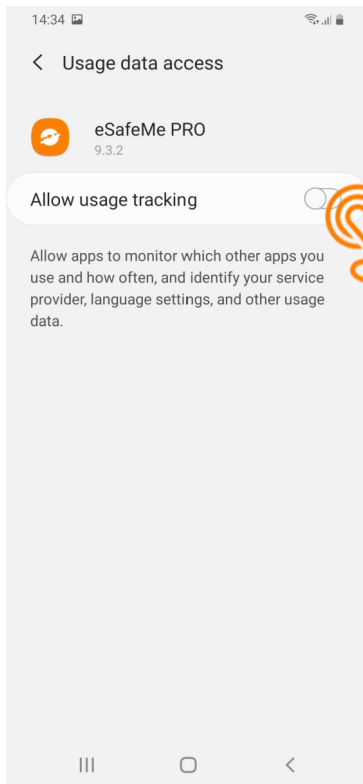 14:34
Usage data access
eSafeMe PRO
9.3.2
Allow usage tracking
Allow apps to monitor which other apps you
use and how often, and identify your service
provider, language settings, and other usage
data.